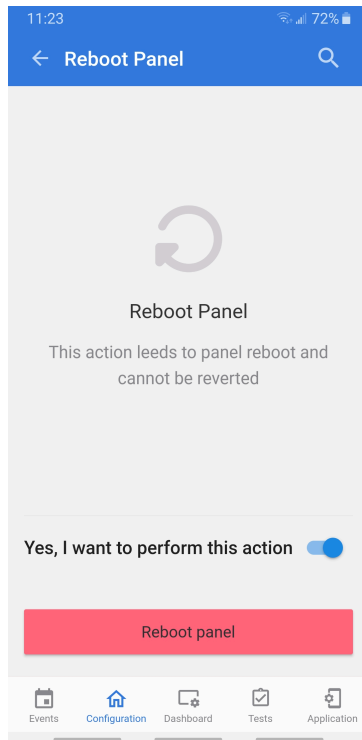 11:23
72%
Reboot Panel
Reboot Panel
This action leeds to panel reboot and
cannot be reverted
Yes, I want to perform this action
Reboot panel
Events
Configuration
Dashboard
Tests
Application